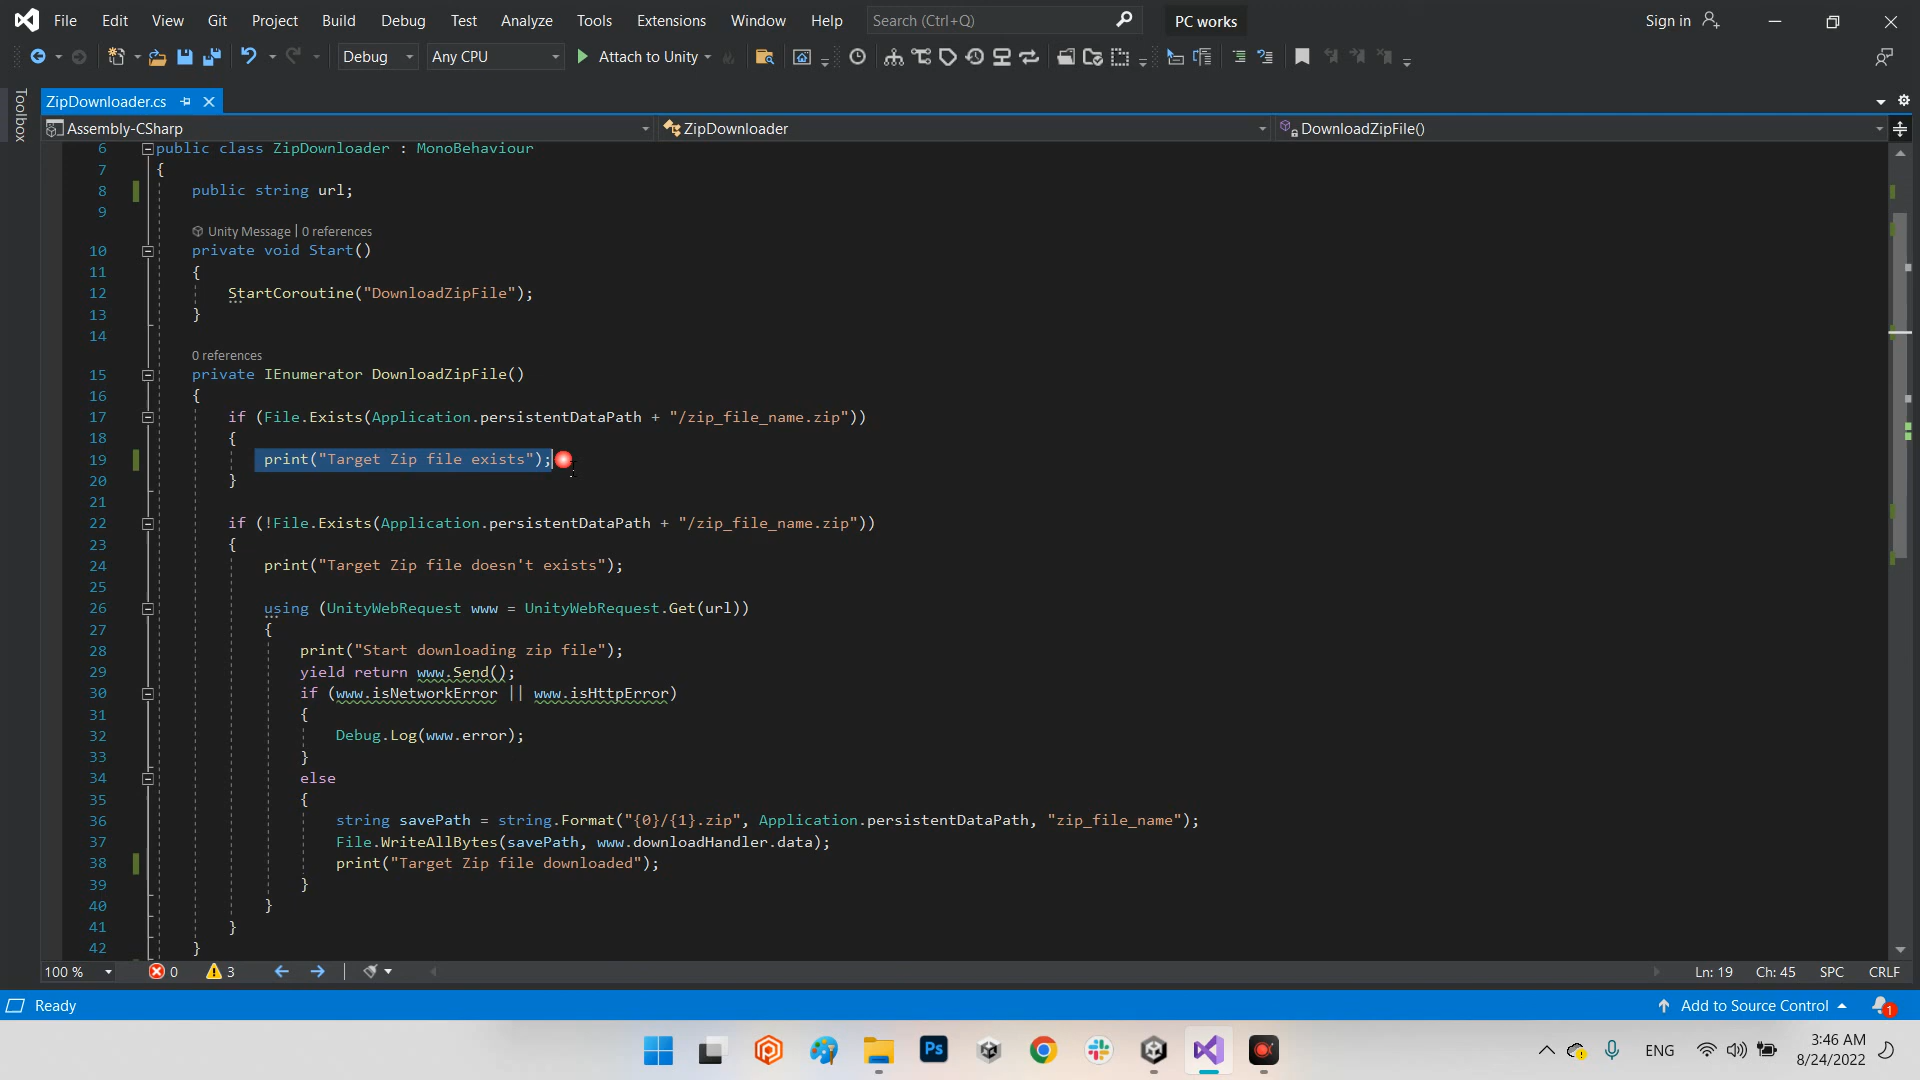 File Edit View Git Project Build Debug Test Analyze Tools Extensions Window Help Search (Ctrl+Q) PC works Sign in
Debug Any CPU Attach to Unity
Toolbox
ZipDownloader.cs
Assembly-CSharp ZipDownloader DownloadZipFile()
6 public class ZipDownloader : MonoBehaviour
7 {
8 public string url;
9
Unity Message | 0 references
10 private void Start()
11 {
12 StartCoroutine("DownloadZipFile");
13 }
14
0 references
15 private IEnumerator DownloadZipFile()
16 {
17 if (File.Exists(Application.persistentDataPath + "/zip_file_name.zip"))
18 {
19 print("Target Zip file exists");
20 }
21
22 if (!File.Exists(Application.persistentDataPath + "/zip_file_name.zip"))
23 {
24 print("Target Zip file doesn't exists");
25
26 using (UnityWebRequest www = UnityWebRequest.Get(url))
27 {
28 print("Start downloading zip file");
29 yield return www.Send();
30 if (www.isNetworkError || www.isHttpError)
31 {
32 Debug.Log(www.error);
33 }
34 else
35 {
36 string savePath = string.Format("{0}/{1}.zip", Application.persistentDataPath, "zip_file_name");
37 File.WriteAllBytes(savePath, www.downloadHandler.data);
38 print("Target Zip file downloaded");
39 }
40 }
41 }
42 }
100 % 0 3 Ln: 19 Ch: 45 SPC CRLF
Ready Add to Source Control 1
Ps ENG 3:46 AM
8/24/2022